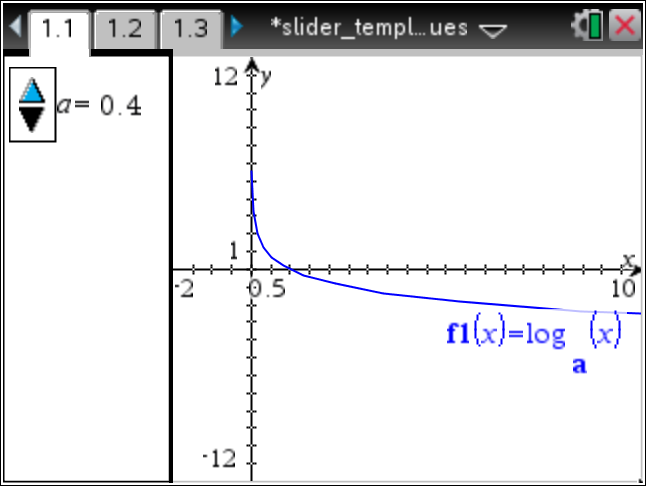 1.1 1.2 1.3 *slider_templ...ues
a= 0.4
12 y
1
x
-2 0.5 10
f1(x)=log a (x)
-12